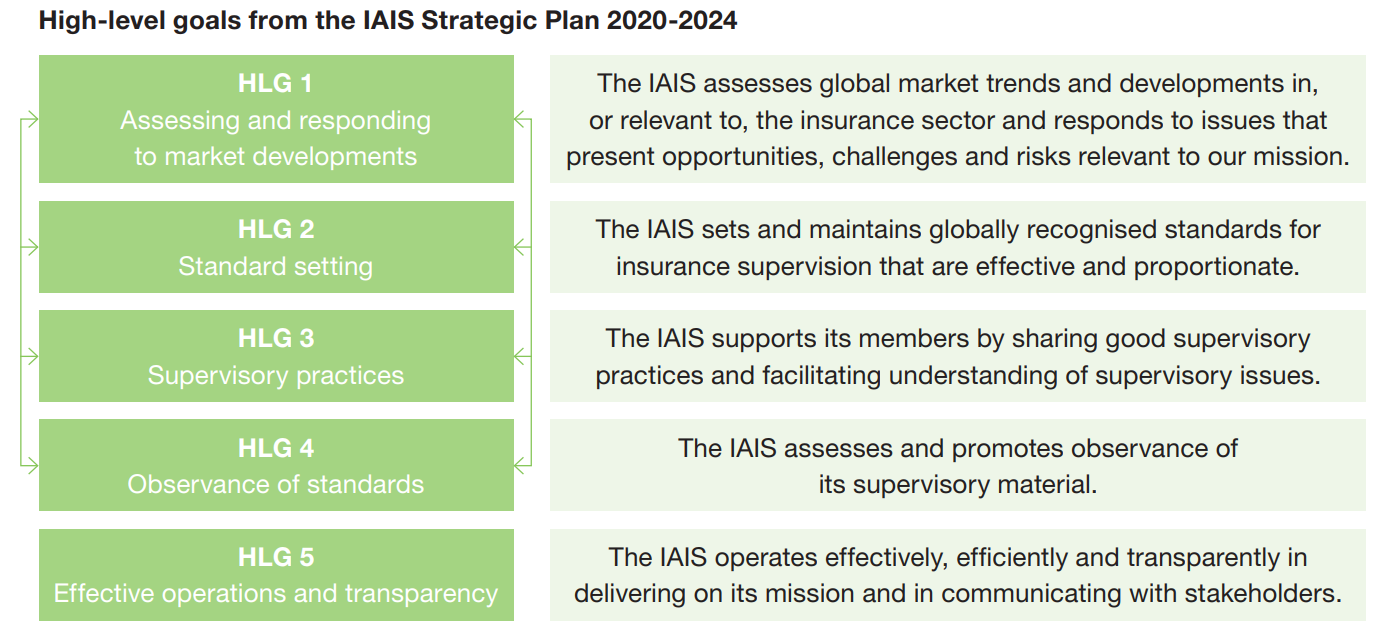 High-level goals from the IAIS Strategic Plan 2020-2024
HLG 1
Assessing and responding
to market developments
The IAIS assesses global market trends and developments in,
or relevant to, the insurance sector and responds to issues that
present opportunities, challenges and risks relevant to our mission.
HLG 2
Standard setting
The IAIS sets and maintains globally recognised standards for
insurance supervision that are effective and proportionate.
HLG 3
Supervisory practices
The IAIS supports its members by sharing good supervisory
practices and facilitating understanding of supervisory issues.
HLG 4
Observance of standards
The IAIS assesses and promotes observance of
its supervisory material.
HLG 5
Effective operations and transparency
The IAIS operates effectively, efficiently and transparently in
delivering on its mission and in communicating with stakeholders.